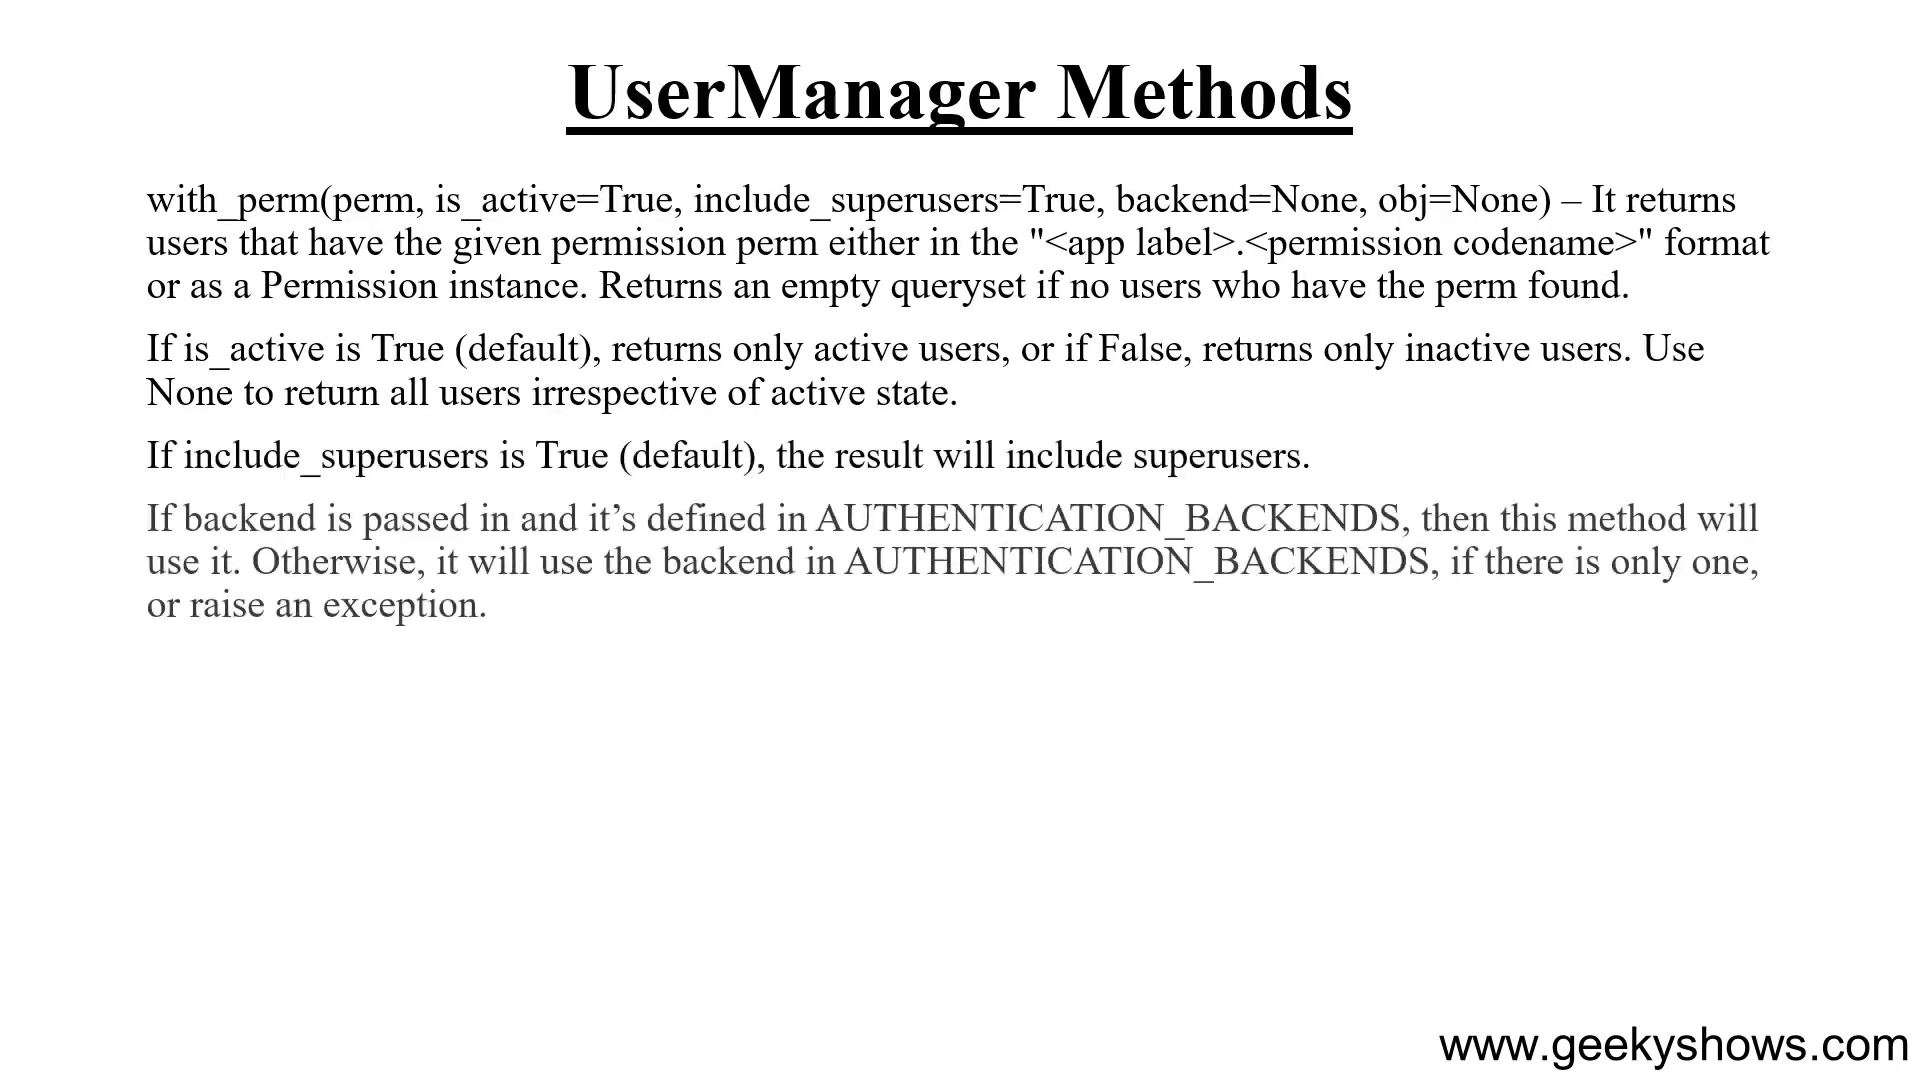 UserManager Methods
with_perm(perm, is_active=True, include_superusers=True, backend=None, obj=None) – It returns
users that have the given permission perm either in the "<app label>.<permission codename>" format
or as a Permission instance. Returns an empty queryset if no users who have the perm found.
If is_active is True (default), returns only active users, or if False, returns only inactive users. Use
None to return all users irrespective of active state.
If include_superusers is True (default), the result will include superusers.
If backend is passed in and it’s defined in AUTHENTICATION_BACKENDS, then this method will
use it. Otherwise, it will use the backend in AUTHENTICATION_BACKENDS, if there is only one,
or raise an exception.
www.geekyshows.com